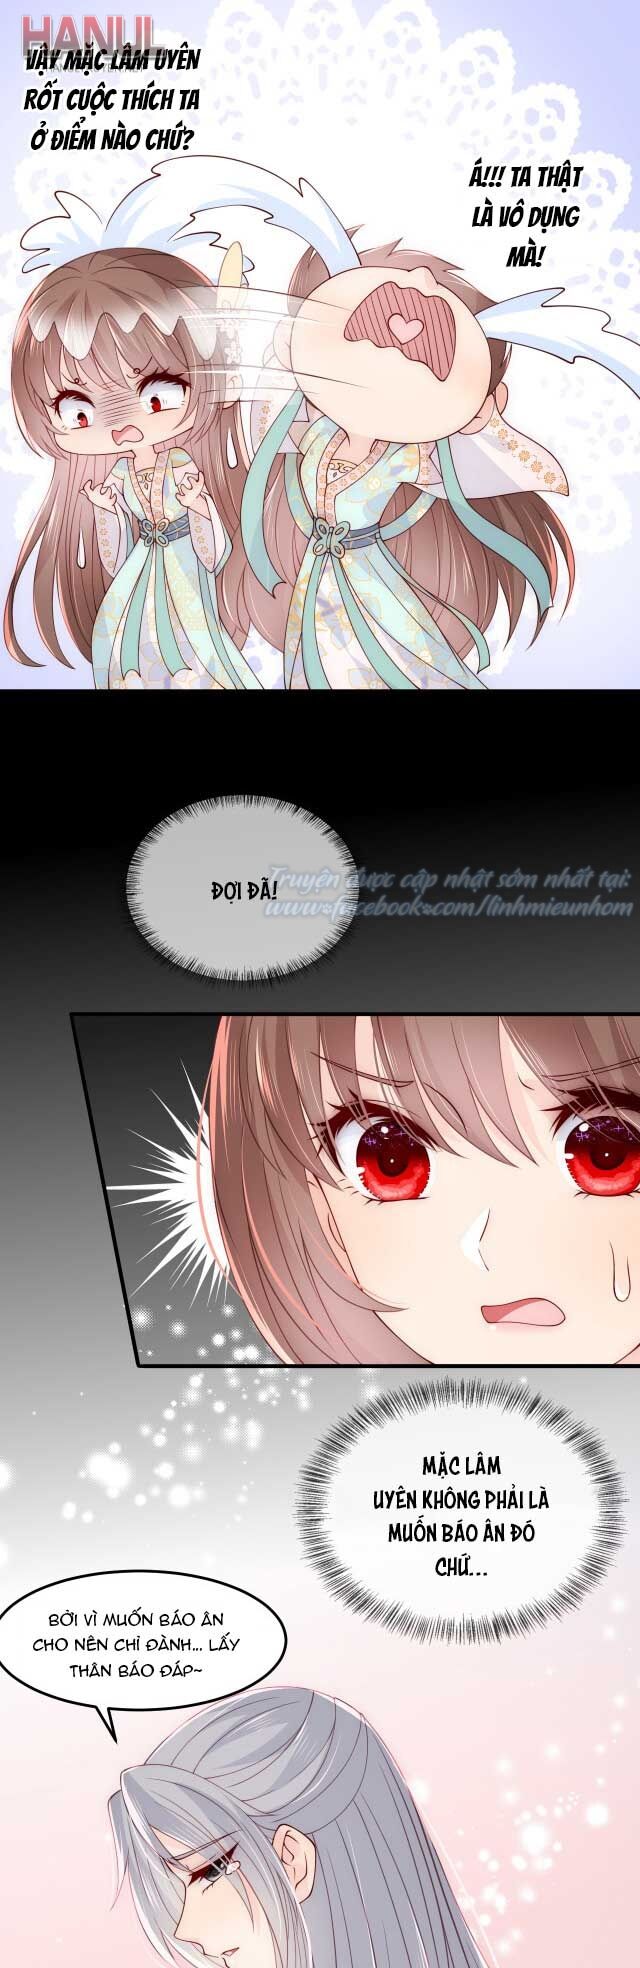 HANUL
VẬY MẶC LÂM UYÊN
RỐT CUỘC THÍCH TA
Ở ĐIỂM NÀO CHỨ?
Á!!! TA THẬT
LÀ VÔ DỤNG
MÀ!
ĐỢI ĐÃ!
Truyện được cập nhật sớm nhất tại:
www.facebook.com/linhmieunhom
MẶC LÂM
UYÊN KHÔNG PHẢI LÀ
MUỐN BÁO ÂN ĐÓ
CHỨ...
BỞI VÌ MUỐN BÁO ÂN
CHO NÊN CHỈ ĐÀNH... LẤY
THÂN BÁO ĐÁP~